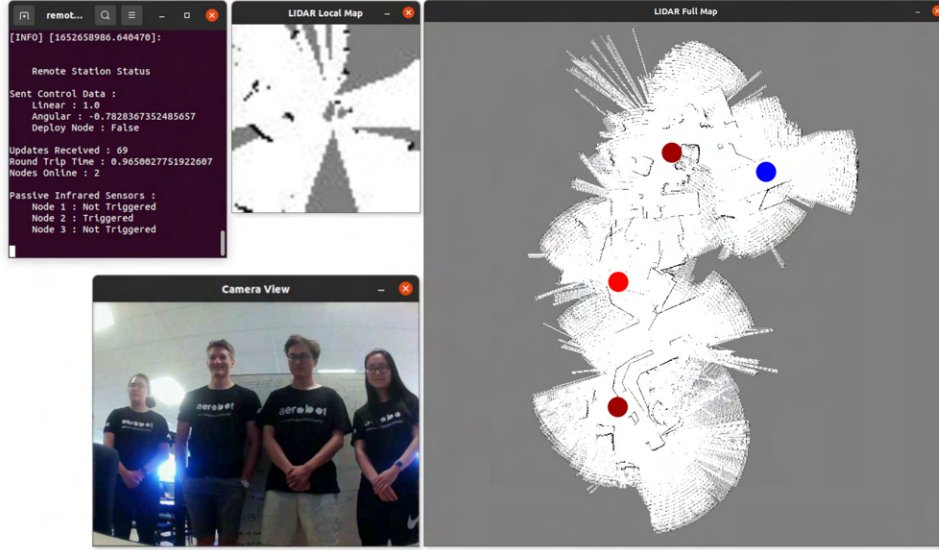 remot...
[INFO] [1652658986.640470]:
Remote Station Status
Sent Control Data :
Linear : 1.0
Angular : -0.7828367352485657
Deploy Node : False
Updates Received : 69
Round Trip Time : 0.9650027751922607
Nodes Online : 2
Passive Infrared Sensors :
Node 1 : Not Triggered
Node 2 : Triggered
Node 3 : Not Triggered
LIDAR Local Map
LIDAR Full Map
Camera View
aerobot
aerobot
aerobot